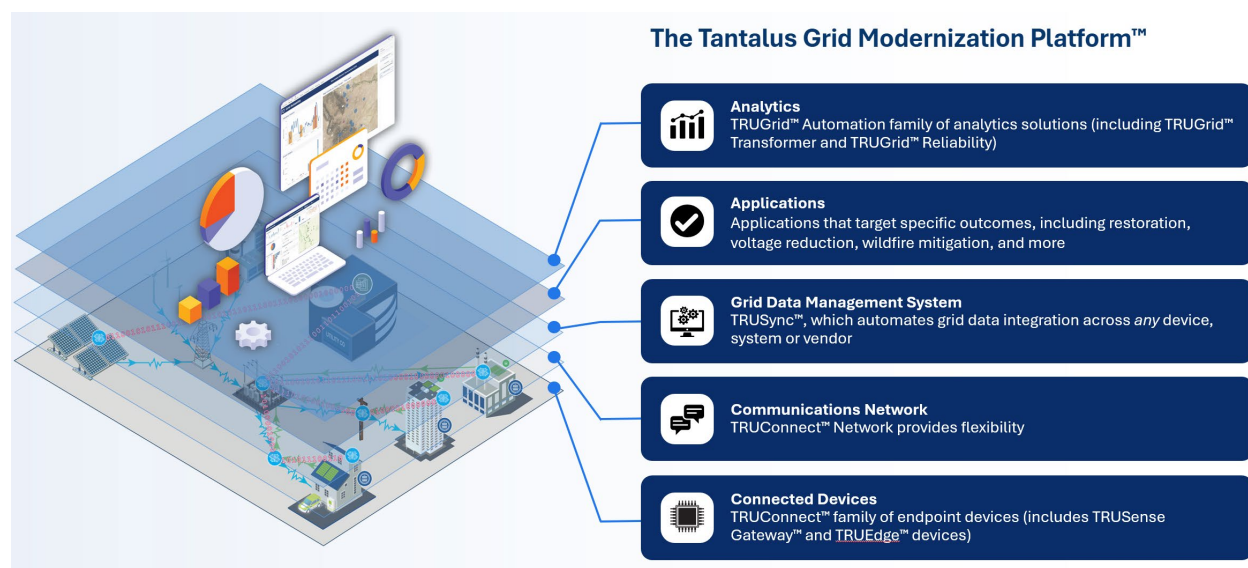 The Tantalus Grid Modernization Platform™
Analytics
TRUGrid™ Automation family of analytics solutions (including TRUGrid™
Transformer and TRUGrid™ Reliability)
Applications
Applications that target specific outcomes, including restoration,
voltage reduction, wildfire mitigation, and more
Grid Data Management System
TRUSync™, which automates grid data integration across any device,
system or vendor
Communications Network
TRUConnect™ Network provides flexibility
Connected Devices
TRUConnect™ family of endpoint devices (includes TRUSense
Gateway™ and TRUEdge™ devices)